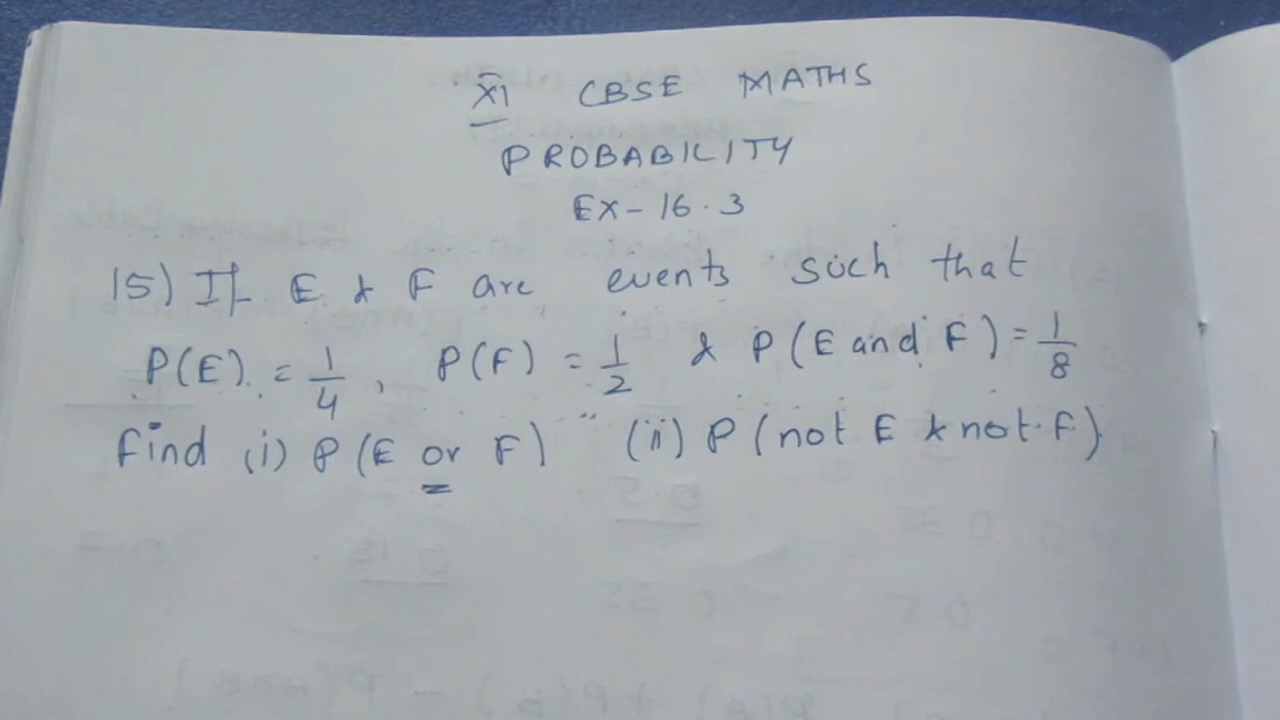 XI CBSE MATHS
PROBABILITY
EX - 16.3
15) If E & F are events such that
P(E) = 1/4, P(F) = 1/2 & P(E and F) = 1/8
find (i) P(E or F) (ii) P(not E & not F)